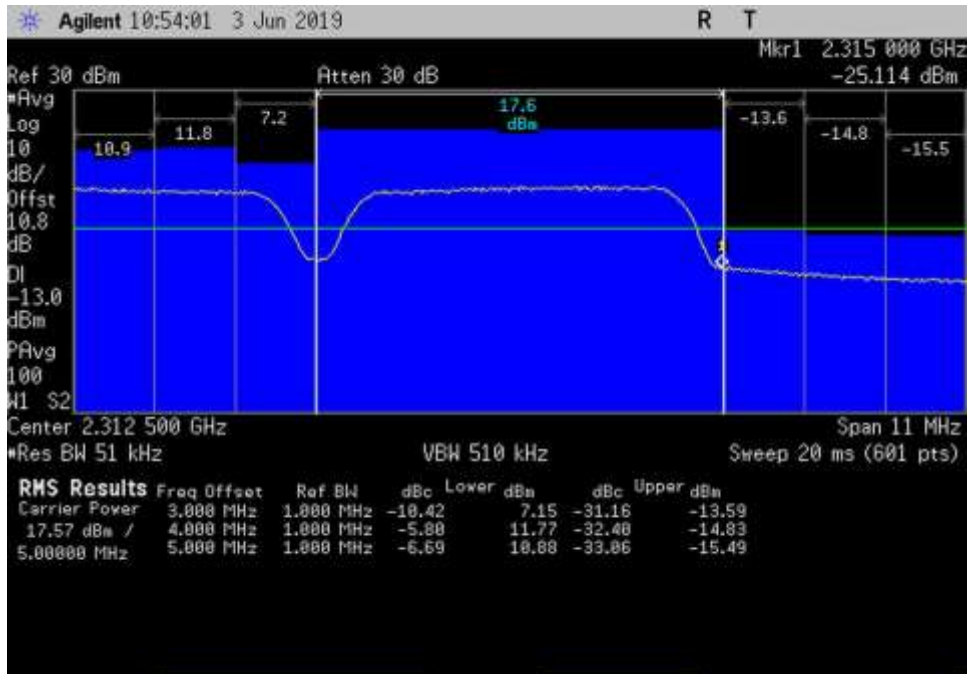 Agilent 10:54:01 3 Jun 2019 R T
Mkr1 2.315 000 GHz
Ref 30 dBm Atten 30 dB -25.114 dBm
*Avg
Log
10
dB/
Offst
10.8
dB
DI
-13.0
dBm
PAvg
100
W1 S2
10.9 11.8 7.2 17.6 dBm -13.6 -14.8 -15.5
1
Center 2.312 500 GHz Span 11 MHz
*Res BW 51 kHz VBW 510 kHz Sweep 20 ms (601 pts)
RMS Results Freq Offset Ref BW dBc Lower dBm dBc Upper dBm
Carrier Power 3.000 MHz 1.000 MHz -10.42 7.15 -31.16 -13.59
17.57 dBm / 4.000 MHz 1.000 MHz -5.80 11.77 -32.40 -14.83
5.00000 MHz 5.000 MHz 1.000 MHz -6.69 10.88 -33.06 -15.49